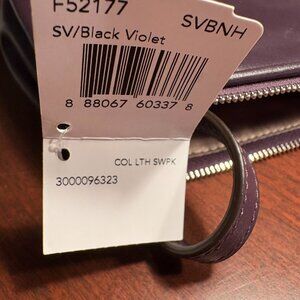 F52177
SVBNH
SV/Black Violet
8 88067 60337 8
COL LTH SWPK
3000096323